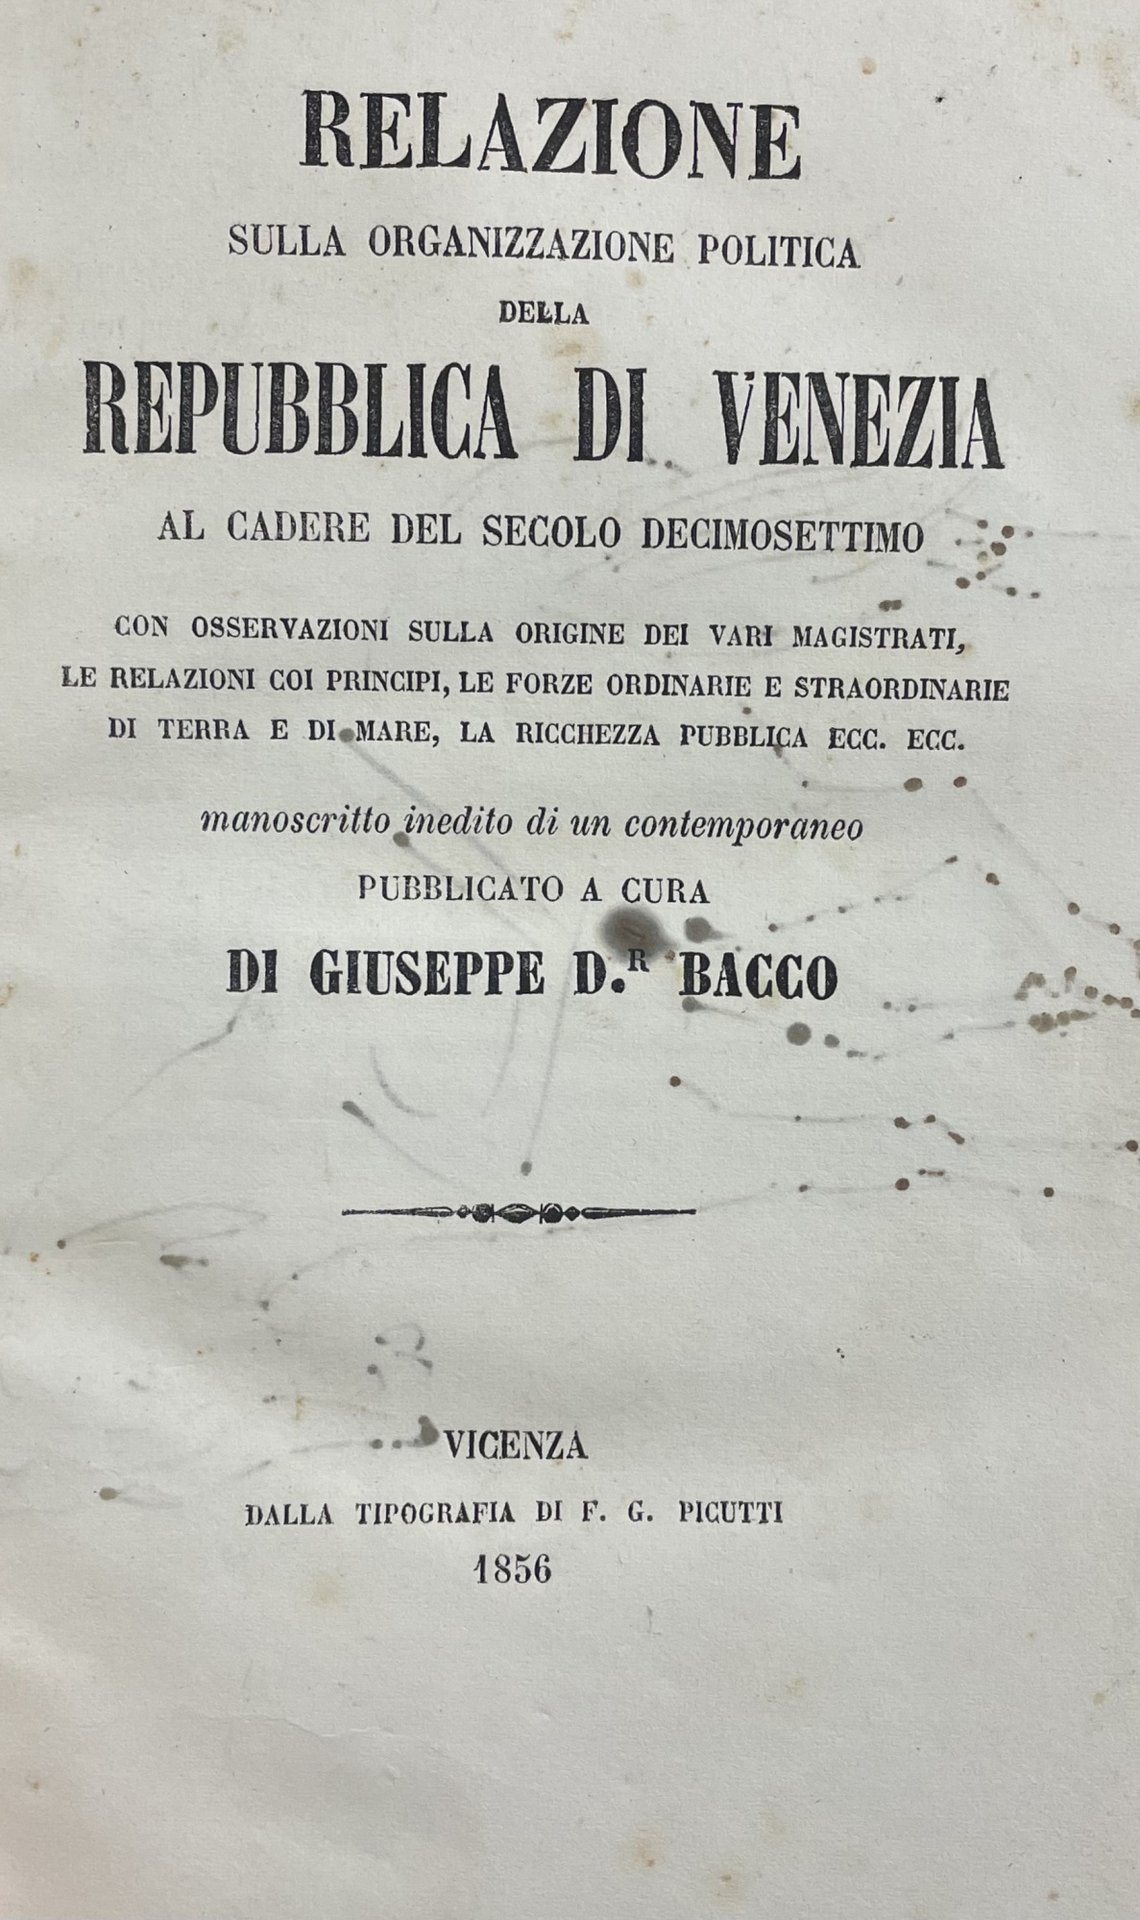 RELAZIONE
SULLA ORGANIZZAZIONE POLITICA
DELLA
REPUBBLICA DI VENEZIA
AL CADERE DEL SECOLO DECIMOSETTIMO
CON OSSERVAZIONI SULLA ORIGINE DEI VARI MAGISTRATI,
LE RELAZIONI COI PRINCIPI, LE FORZE ORDINARIE E STRAORDINARIE
DI TERRA E DI MARE, LA RICCHEZZA PUBBLICA ECC. ECC.
manoscritto inedito di un contemporaneo
PUBBLICATO A CURA
DI GIUSEPPE D.R BACCO
VICENZA
DALLA TIPOGRAFIA DI F. G. PICUTTI
1856